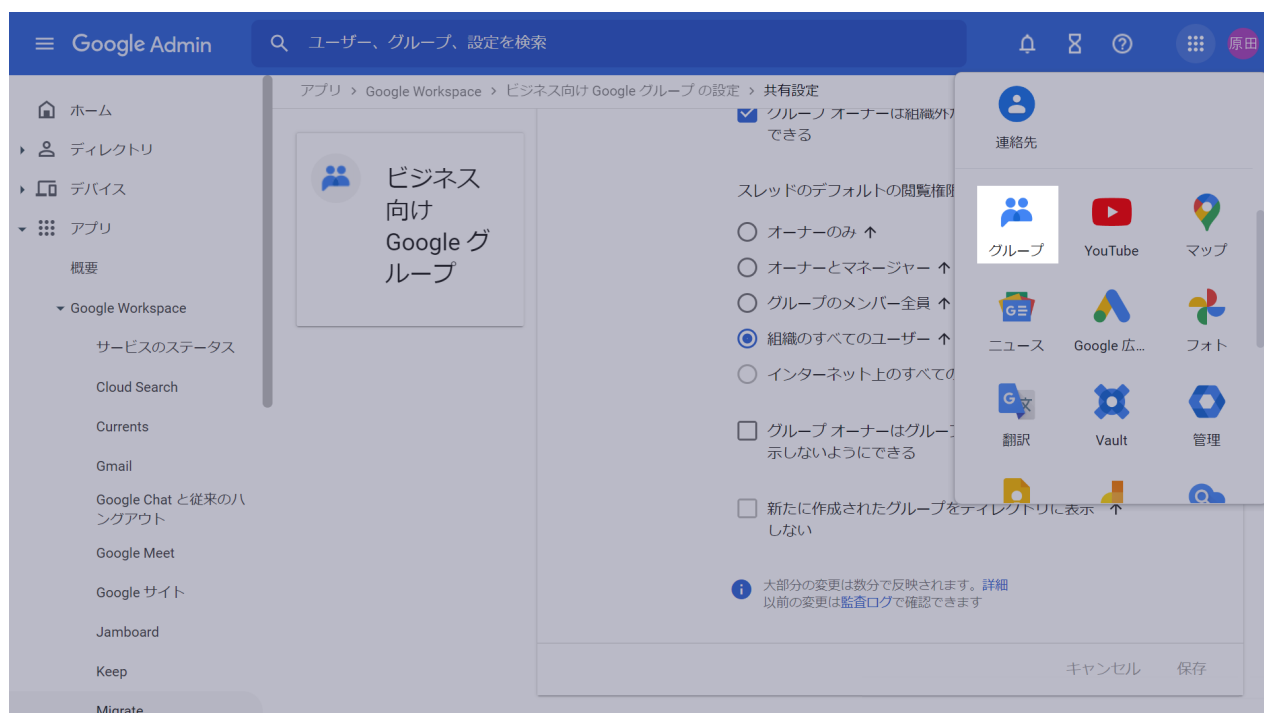 Google Admin
ユーザー、グループ、設定を検索
原田
ホーム
ディレクトリ
デバイス
アプリ
概要
Google Workspace
サービスのステータス
Cloud Search
Currents
Gmail
Google Chat と従来のハ
ングアウト
Google Meet
Google サイト
Jamboard
Keep
Migrate
アプリ > Google Workspace > ビジネス向け Google グループ の設定 > 共有設定
ビジネス
向け
Google グ
ループ
グループ オーナーは組織外
できる
スレッドのデフォルトの閲覧権限
オーナーのみ ↑
オーナーとマネージャー ↑
グループのメンバー全員 ↑
組織のすべてのユーザー ↑
インターネット上のすべての
グループ オーナーはグルー
示しないようにできる
新たに作成されたグループをディレクトリに表示 ↑
しない
大部分の変更は数分で反映されます。詳細
以前の変更は監査ログで確認できます
キャンセル 保存
連絡先
グループ YouTube マップ
ニュース Google 広... フォト
翻訳 Vault 管理